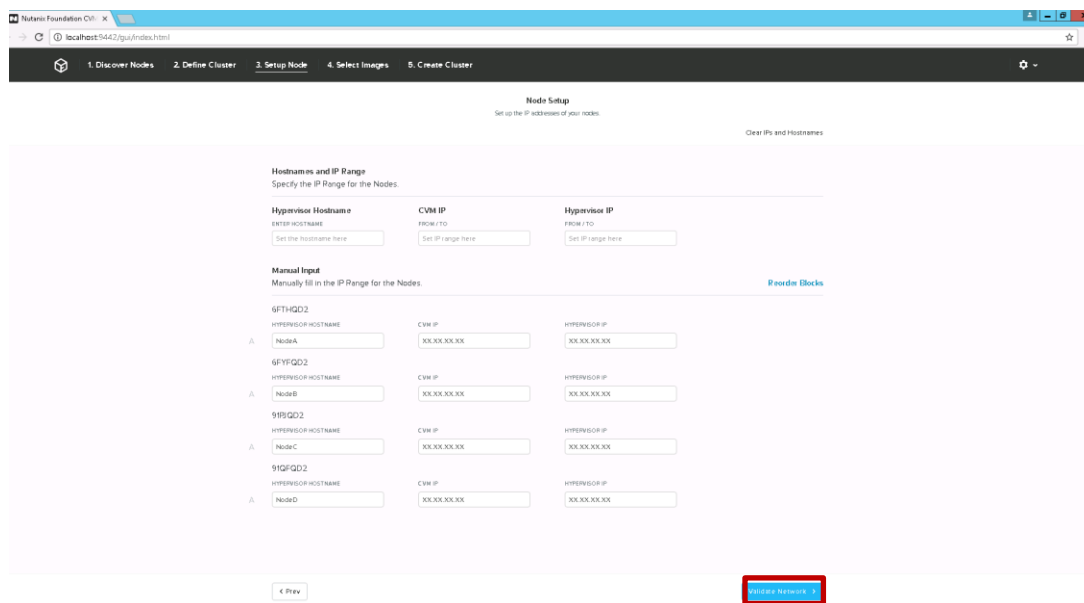 Nutanix Foundation CVM
localhost:9442/gui/index.html
1. Discover Nodes 2. Define Cluster 3. Setup Node 4. Select Images 5. Create Cluster
Node Setup
Set up the IP addresses of your nodes
Clear IPs and Hostnames
Hostnames and IP Range
Specify the IP Range for the Nodes.
Hypervisor Hostname CVM IP Hypervisor IP
ENTER HOSTNAME FROM / TO FROM / TO
Set the hostname here Set IP range here Set IP range here
Manual Input
Manually fill in the IP Range for the Nodes. Reorder Blocks
6FTHQD2
HYPERVISOR HOSTNAME CVM IP HYPERVISOR IP
A NodeA XX.XX.XX.XX XX.XX.XX.XX
6FYFQD2
HYPERVISOR HOSTNAME CVM IP HYPERVISOR IP
A NodeB XX.XX.XX.XX XX.XX.XX.XX
HYPERVISOR HOSTNAME CVM IP HYPERVISOR IP
A NodeC XX.XX.XX.XX XX.XX.XX.XX
91QFQD2
HYPERVISOR HOSTNAME CVM IP HYPERVISOR IP
A NodeD XX.XX.XX.XX XX.XX.XX.XX
< Prev Validate Network >